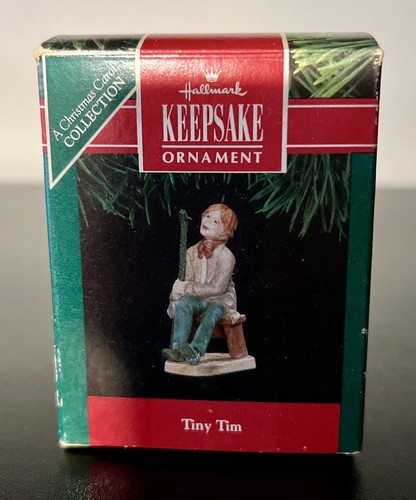 A Christmas Carol
COLLECTION
Hallmark
KEEPSAKE
ORNAMENT
Tiny Tim